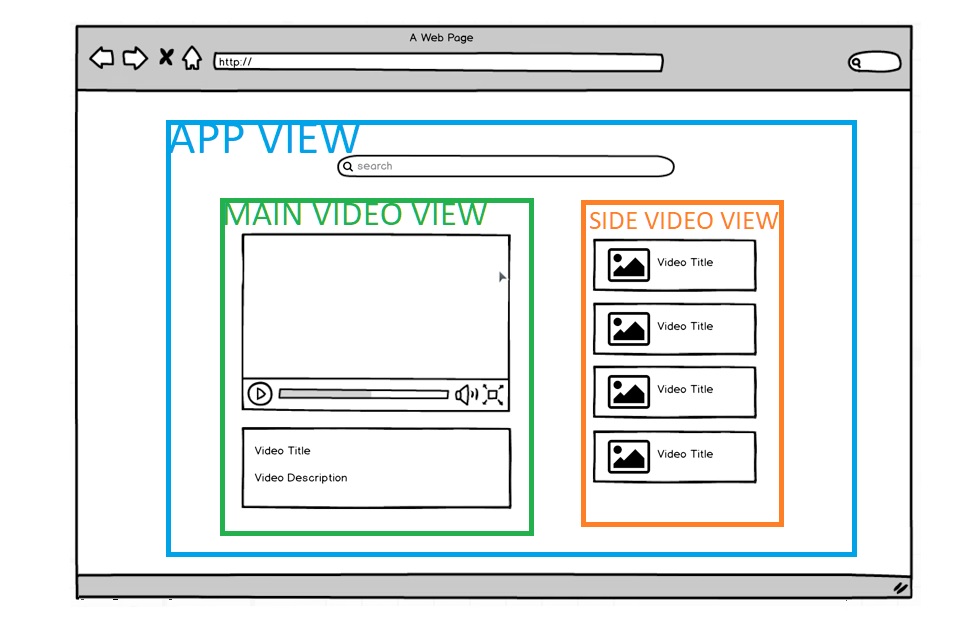 A Web Page
http://
APP VIEW
search
MAIN VIDEO VIEW
SIDE VIDEO VIEW
Video Title
Video Title
Video Title
Video Title
Video Title
Video Description